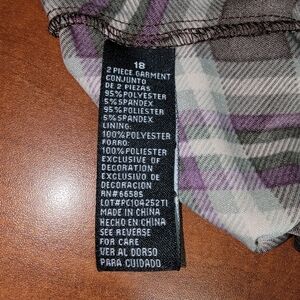 18
2 PIECE GARMENT
CONJUNTO
DE 2 PIEZAS
95% POLYESTER
5% SPANDEX
95% POLIESTER
5% SPANDEX
LINING:
100% POLYESTER
FORRO:
100% POLIESTER
EXCLUSIVE OF
DECORATION
EXCLUSIVO DE
DECORACION
RN#66585
LOT#PC104252TI
MADE IN CHINA
HECHO EN CHINA
SEE REVERSE
FOR CARE
VER AL DORSO
PARA CUIDADO